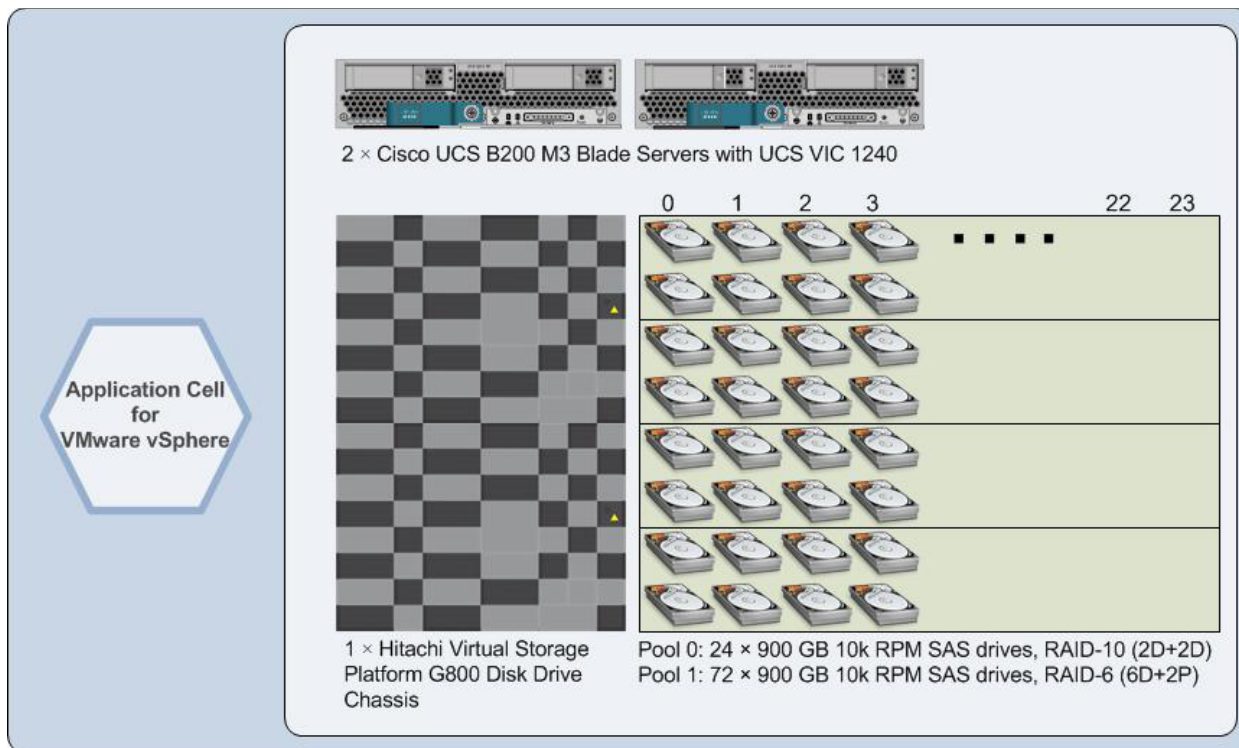 2 × Cisco UCS B200 M3 Blade Servers with UCS VIC 1240
0 1 2 3 22 23
Application Cell
for
VMware vSphere
1 × Hitachi Virtual Storage
Platform G800 Disk Drive
Chassis
Pool 0: 24 × 900 GB 10k RPM SAS drives, RAID-10 (2D+2D)
Pool 1: 72 × 900 GB 10k RPM SAS drives, RAID-6 (6D+2P)